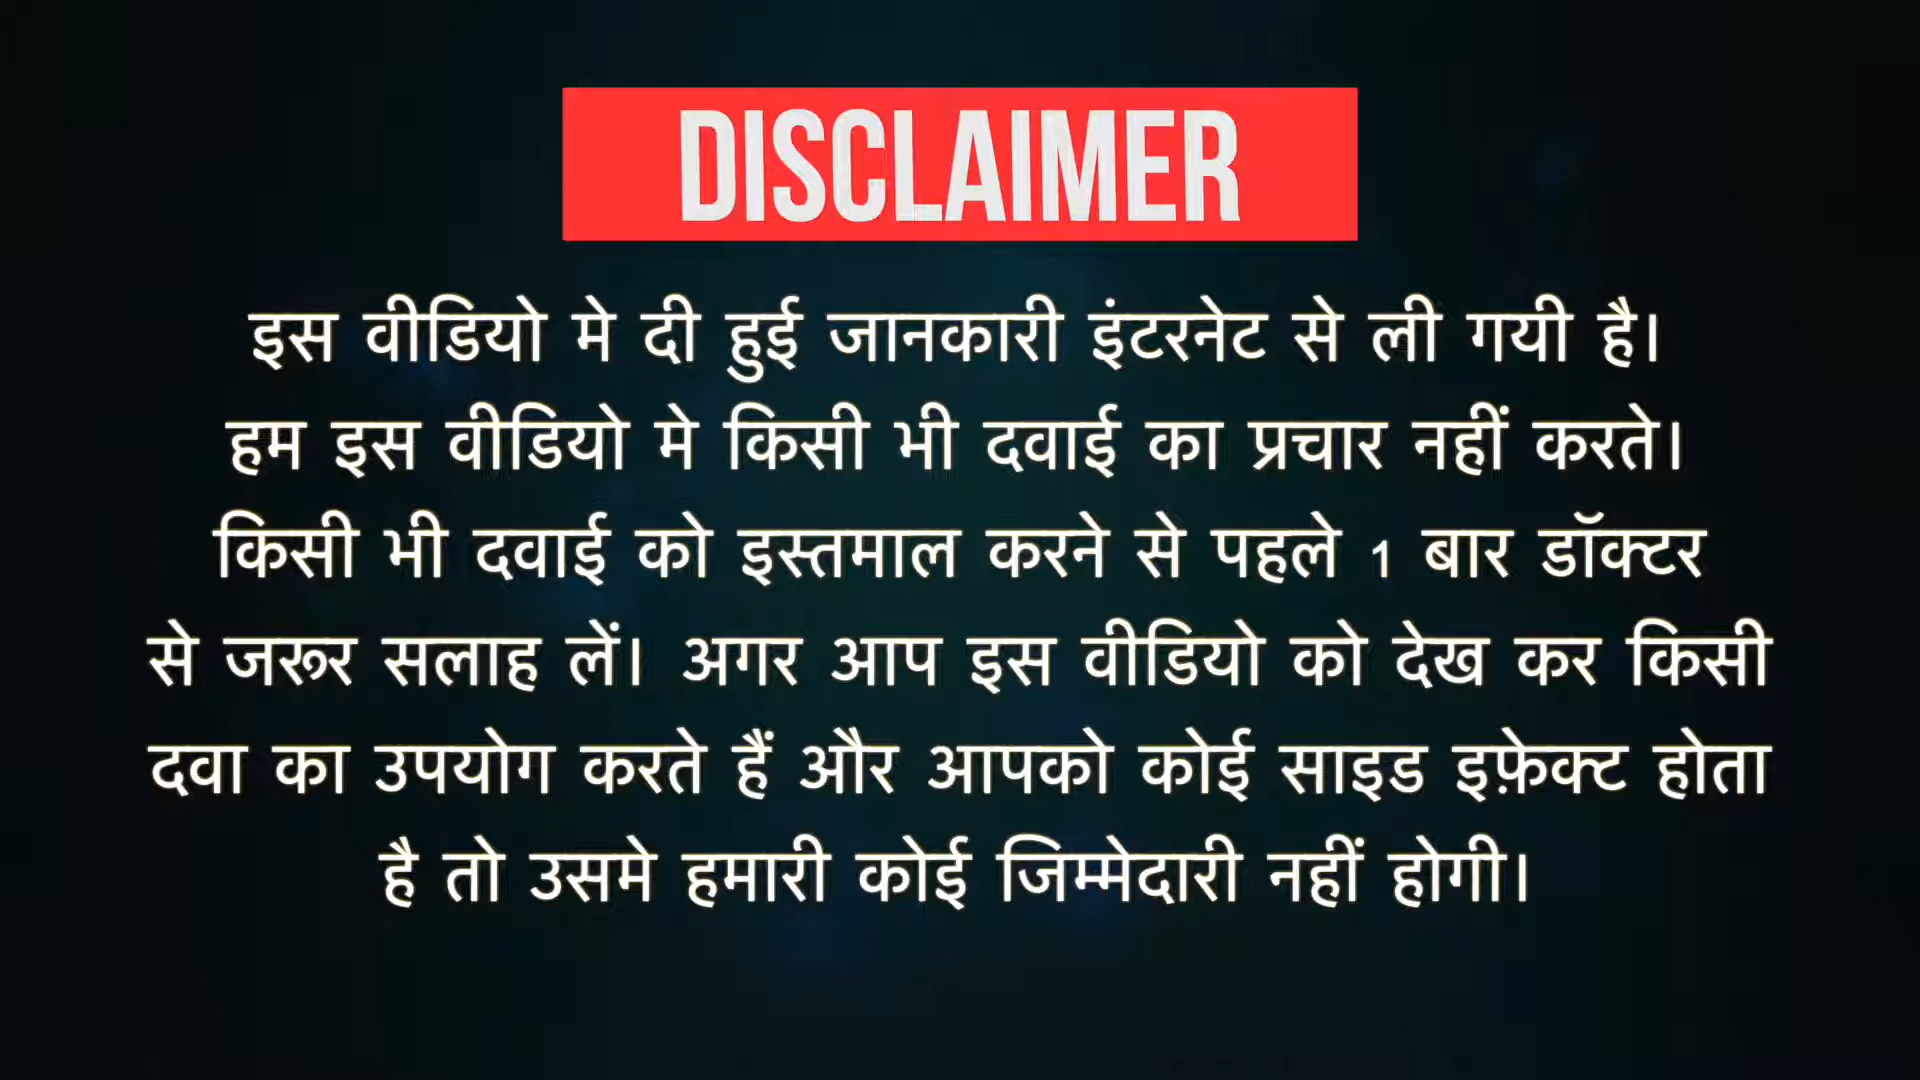 DISCLAIMER
इस वीडियो मे दी हुई जानकारी इंटरनेट से ली गयी है।
हम इस वीडियो मे किसी भी दवाई का प्रचार नहीं करते।
किसी भी दवाई को इस्तमाल करने से पहले 1 बार डॉक्टर
से जरूर सलाह लें। अगर आप इस वीडियो को देख कर किसी
दवा का उपयोग करते हैं और आपको कोई साइड इफ़ेक्ट होता
है तो उसमे हमारी कोई जिम्मेदारी नहीं होगी।